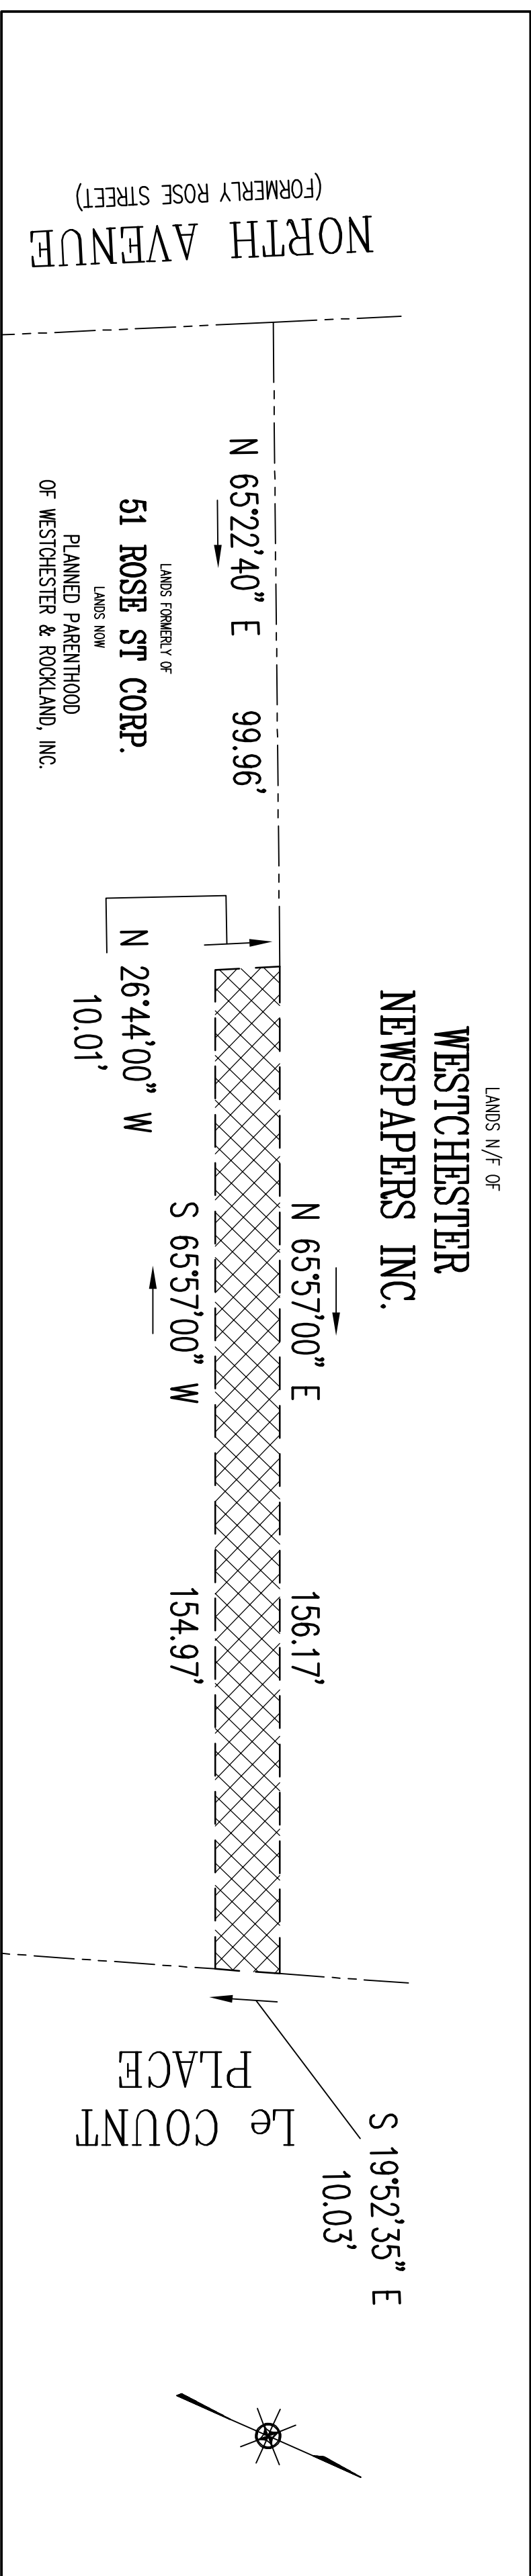 (FORMERLY ROSE STREET)
NORTH AVENUE
N 65°22'40" E 99.96'
LANDS FORMERLY OF
51 ROSE ST CORP.
LANDS NOW
PLANNED PARENTHOOD
OF WESTCHESTER & ROCKLAND, INC.
N 26°44'00" W
10.01'
LANDS N/F OF
WESTCHESTER
NEWSPAPERS INC.
N 65°57'00" E 156.17'
S 65°57'00" W 154.97'
Le COUNT
PLACE
S 19°52'35" E
10.03'